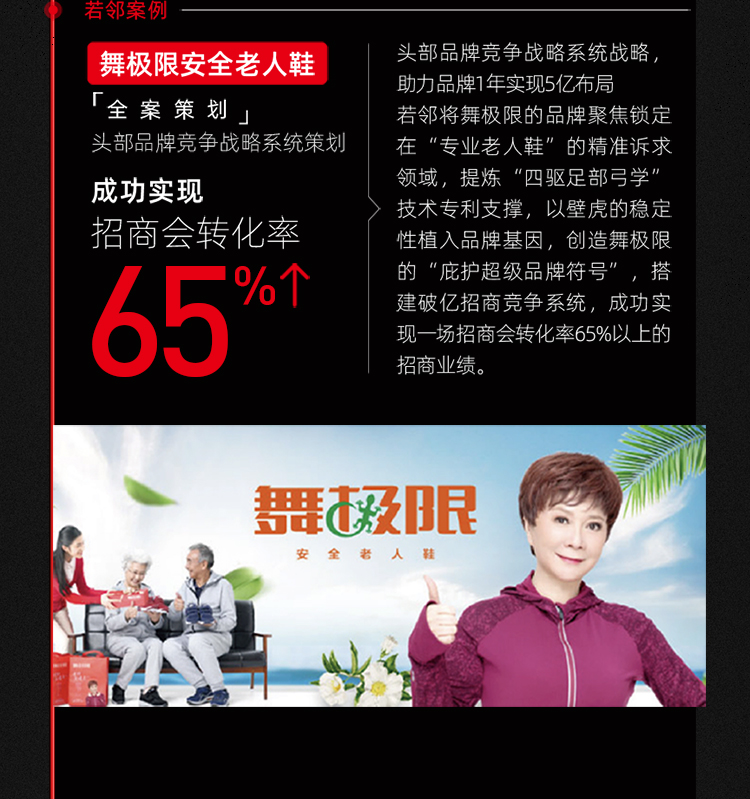 若邻案例
舞极限安全老人鞋
「全案策划」
头部品牌竞争战略系统策划
成功实现
招商会转化率
65%↑
头部品牌竞争战略系统战略，
助力品牌1年实现5亿布局
若邻将舞极限的品牌聚焦锁定
在“专业老人鞋”的精准诉求
领域，提炼“四驱足部弓学”
技术专利支撑，以壁虎的稳定
性植入品牌基因，创造舞极限
的“庇护超级品牌符号”，搭
建破亿招商竞争系统，成功实
现一场招商会转化率65%以上的
招商业绩。
舞极限
安全老人鞋